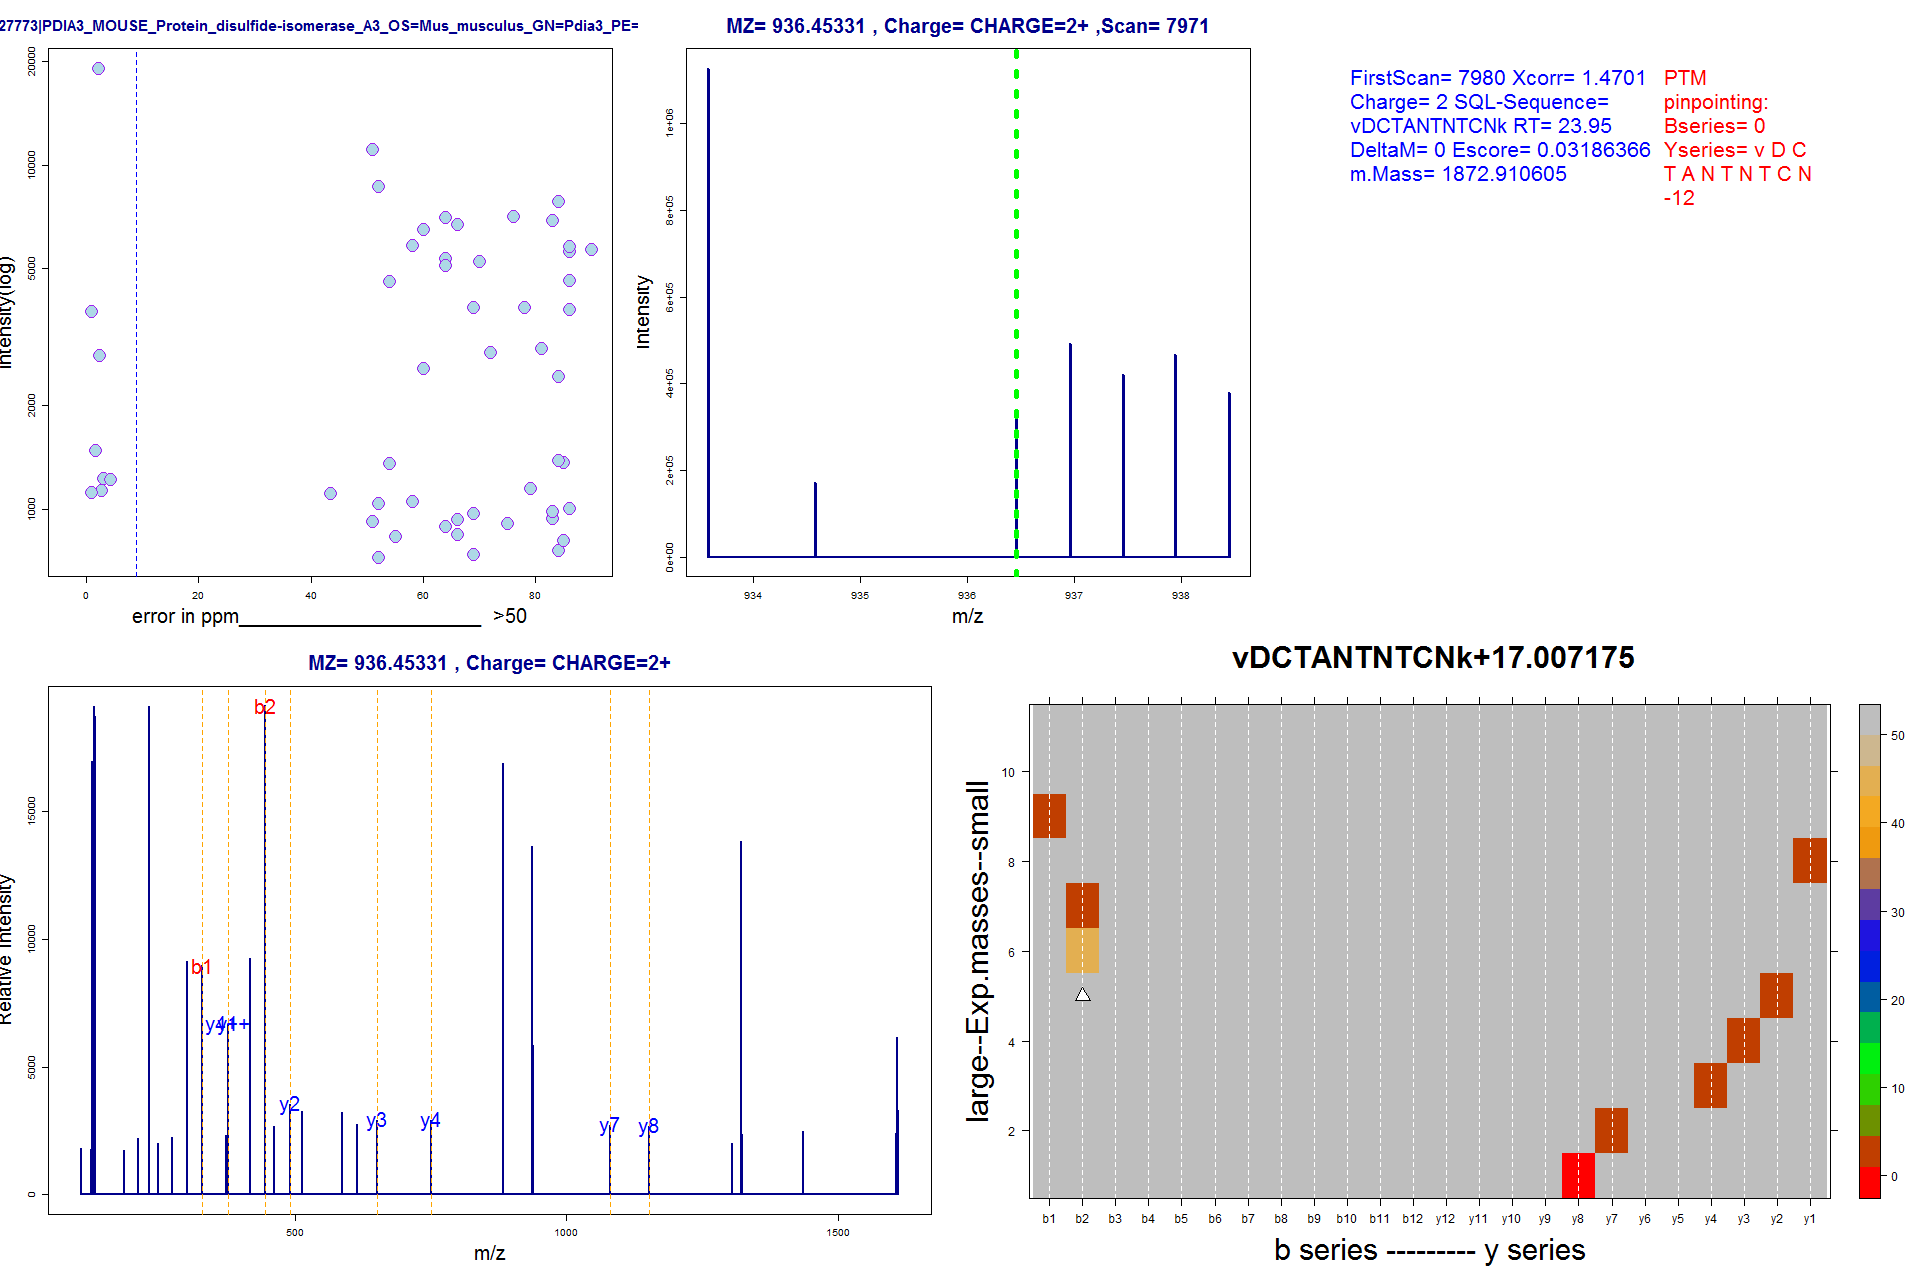 27773|PDIA3_MOUSE_Protein_disulfide-isomerase_A3_OS=Mus_musculus_GN=Pdia3_PE=
Intensity(log)
20000
10000
5000
2000
1000
0 20 40 60 80
error in ppm_________________________ >50
MZ= 936.45331 , Charge= CHARGE=2+ ,Scan= 7971
Intensity
1e+06
8e+05
6e+05
4e+05
2e+05
0e+00
934 935 936 937 938
m/z
FirstScan= 7980 Xcorr= 1.4701
Charge= 2 SQL-Sequence=
vDCTANTNTCNk RT= 23.95
DeltaM= 0 Escore= 0.03186366
m.Mass= 1872.910605
PTM
pinpointing:
Bseries= 0
Yseries= v D C
T A N T N T C N
-12
MZ= 936.45331 , Charge= CHARGE=2+
Relative Intensity
15000
10000
5000
0
b2
b1
y4++
y1
y2
y3
y4
y7
y8
500 1000 1500
m/z
vDCTANTNTCNk+17.007175
large--Exp.masses--small
10
8
6
4
2
b1 b2 b3 b4 b5 b6 b7 b8 b9 b10 b11 b12 y12 y11 y10 y9 y8 y7 y6 y5 y4 y3 y2 y1
b series --------- y series
50
40
30
20
10
0